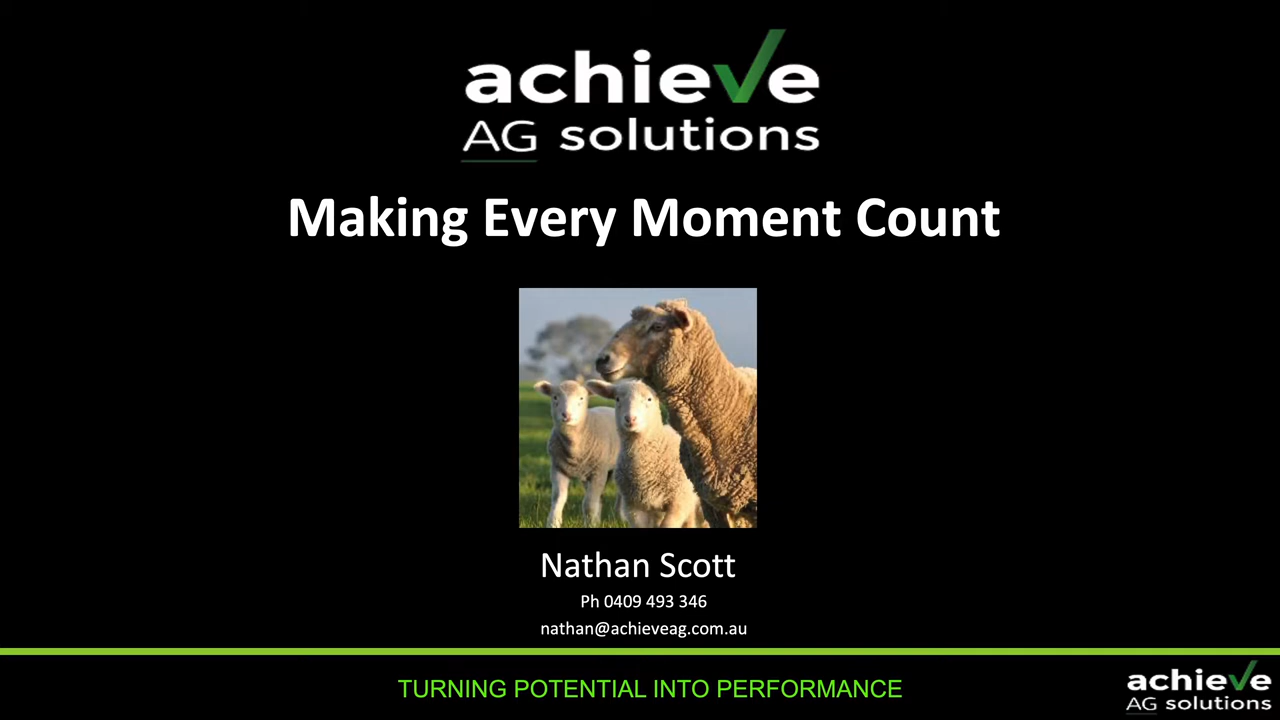 achieve
AG solutions
Making Every Moment Count
Nathan Scott
Ph 0409 493 346
nathan@achieveag.com.au
TURNING POTENTIAL INTO PERFORMANCE
achieve
AG solutions